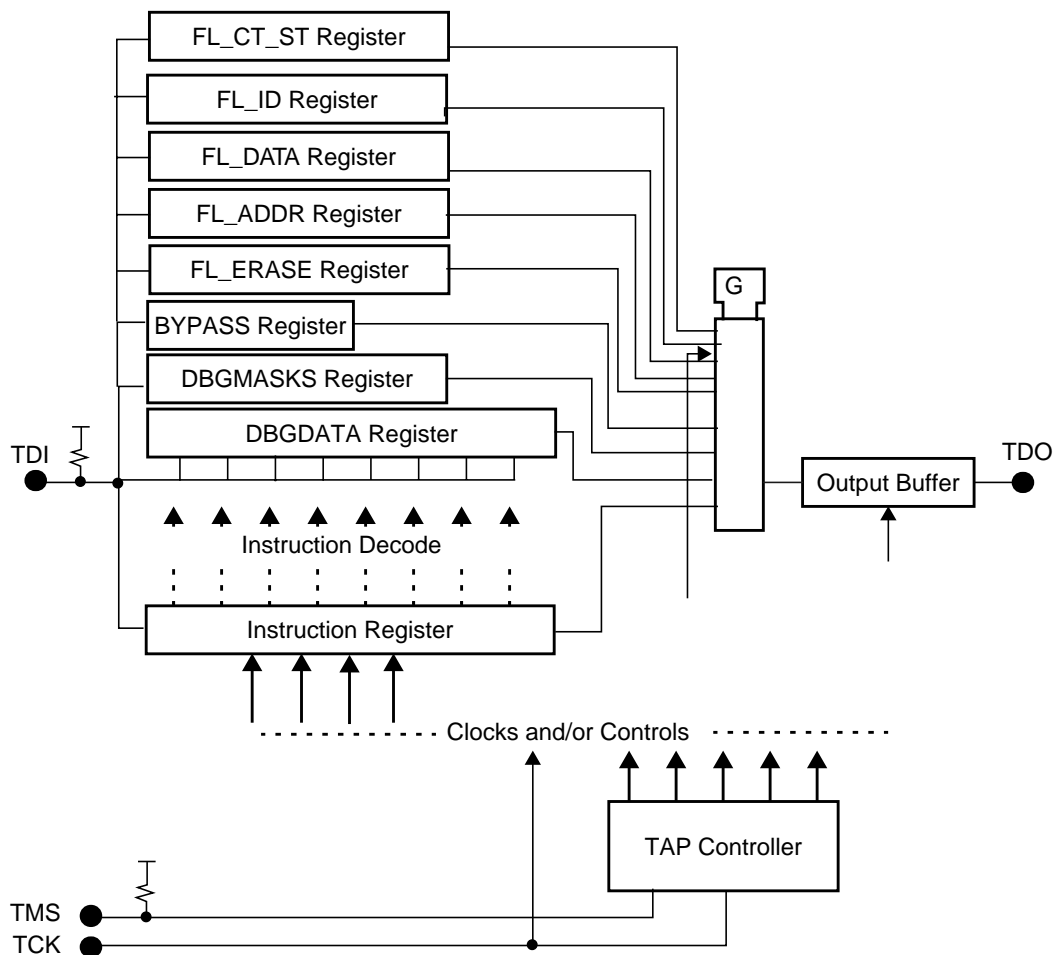 FL_CT_ST Register
FL_ID Register
FL_DATA Register
FL_ADDR Register
FL_ERASE Register
G
BYPASS Register
DBGMASKS Register
DBGDATA Register
TDI
TDO
Output Buffer
Instruction Decode
Instruction Register
Clocks and/or Controls
TAP Controller
TMS
TCK